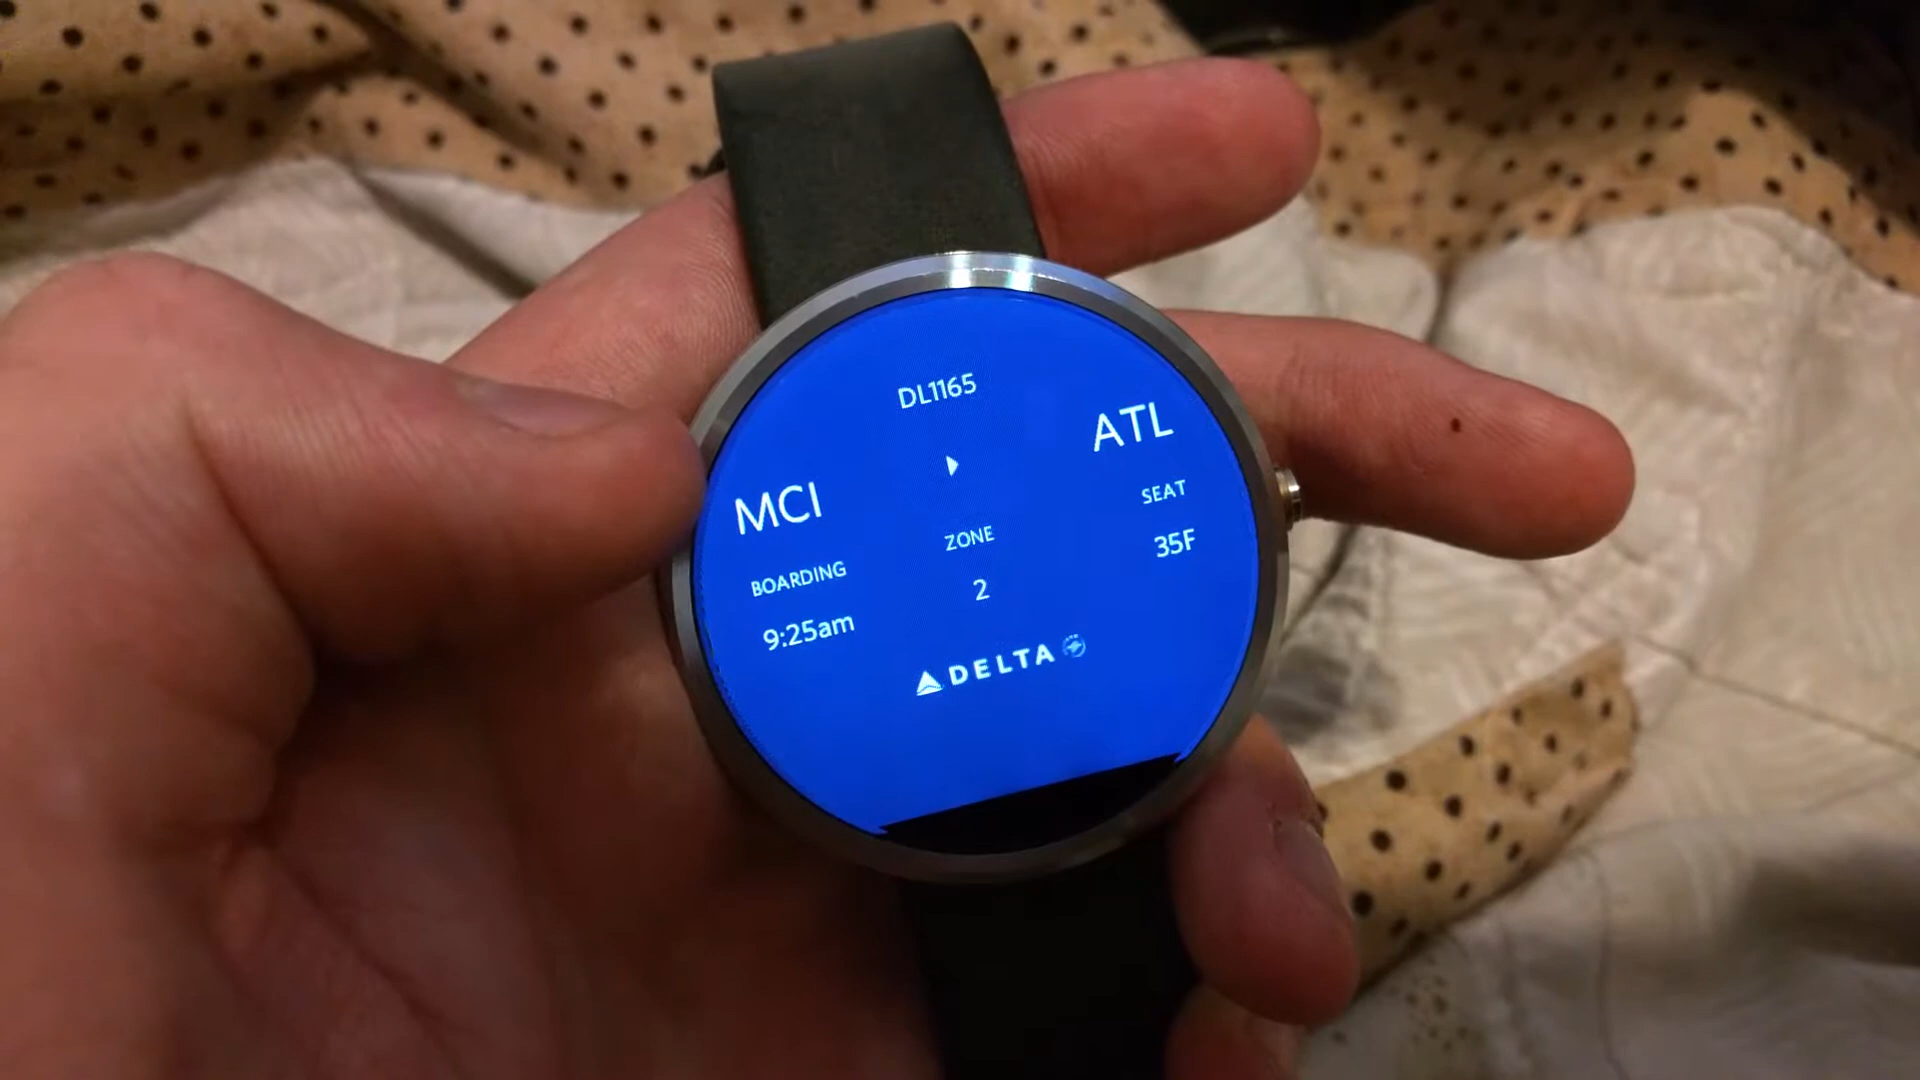 DL1165
MCI ATL
BOARDING ZONE SEAT
9:25am 2 35F
DELTA